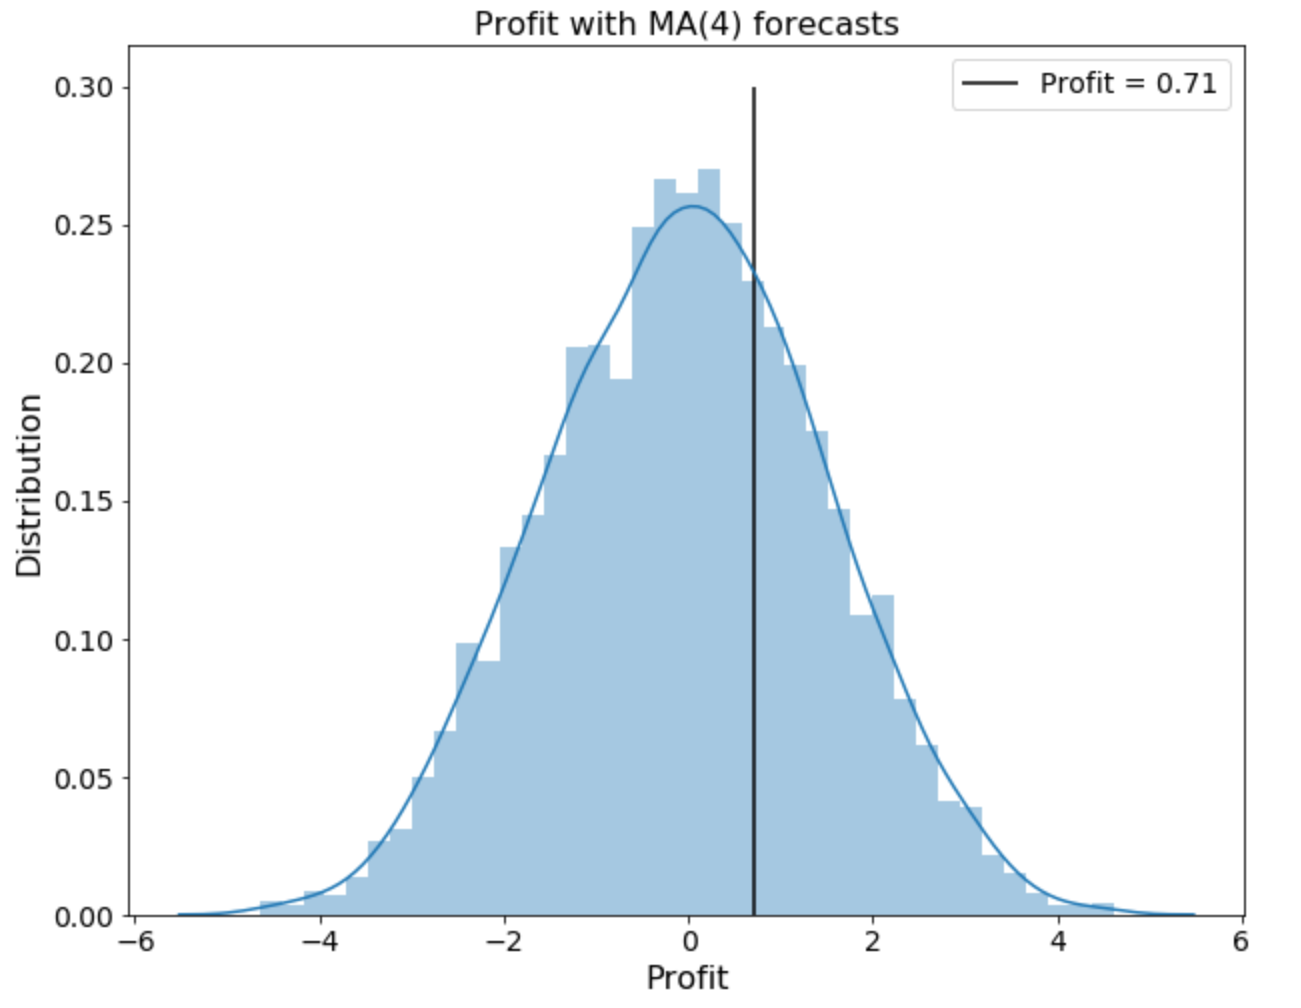 Profit with MA(4) forecasts
Profit = 0.71
0.30
0.25
0.20
0.15
0.10
0.05
0.00
Distribution
−6 −4 −2 0 2 4 6
Profit